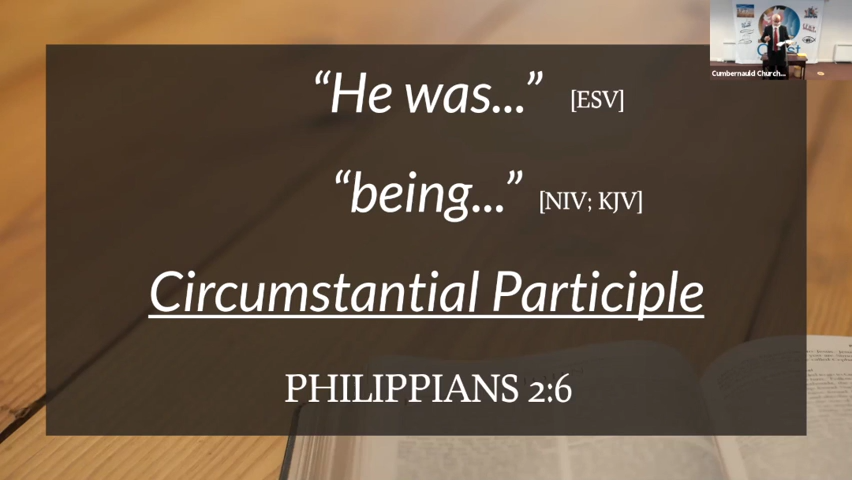 Cumbernauld Church...
“He was...” [ESV]
“being...” [NIV; KJV]
Circumstantial Participle
PHILIPPIANS 2:6